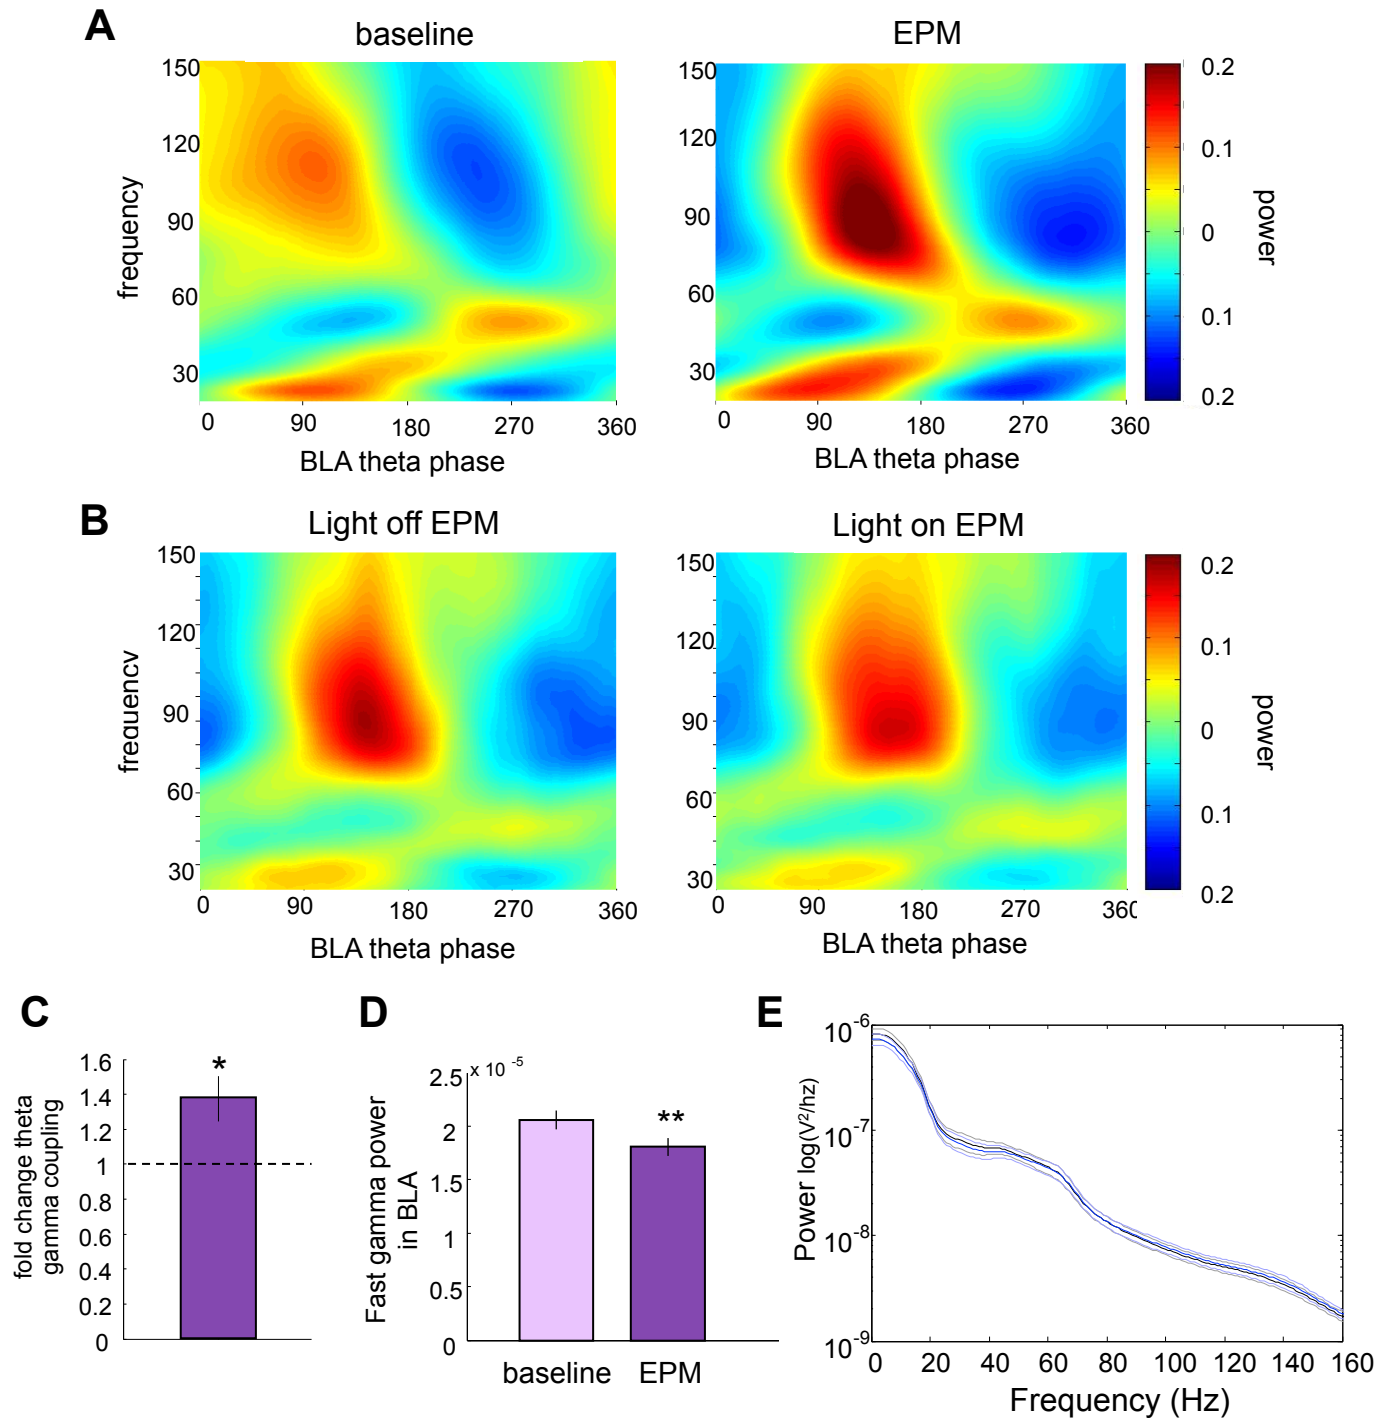 A
baseline
EPM
150
120
90
60
30
frequency
0 90 180 270 360
BLA theta phase
150
120
90
60
30
0 90 180 270 360
BLA theta phase
0.2
0.1
0
0.1
0.2
power
B
Light off EPM
Light on EPM
150
120
90
60
30
frequency
0 90 180 270 360
BLA theta phase
150
120
90
60
30
0 90 180 270 360
BLA theta phase
0.2
0.1
0
0.1
0.2
power
C
1.6
1.4
1.2
1
0.8
0.6
0.4
0.2
0
fold change theta
gamma coupling
*
D
x 10 -5
2.5
2
1.5
1
0.5
0
Fast gamma power
in BLA
**
baseline EPM
E
10-6
10-7
10-8
10-9
Power log(V2/hz)
0 20 40 60 80 100 120 140 160
Frequency (Hz)